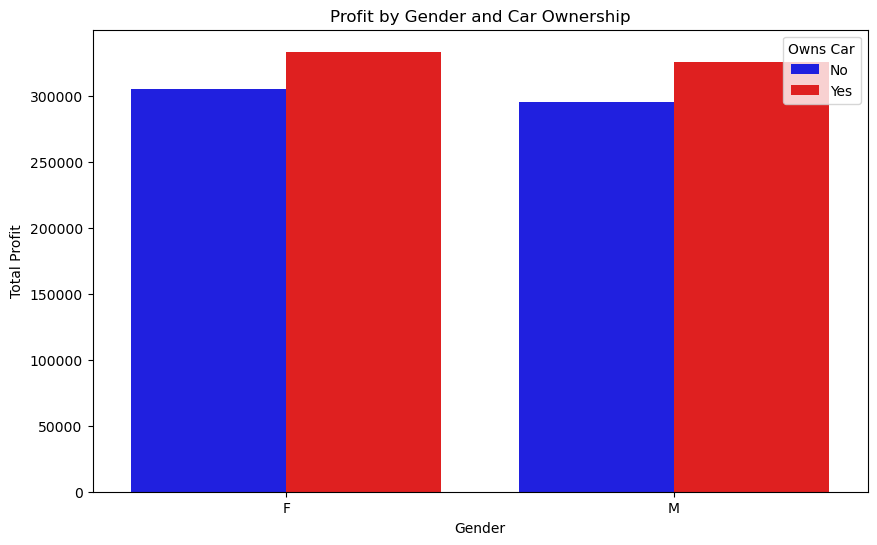 Profit by Gender and Car Ownership
Owns Car
No
Yes
300000
250000
200000
150000
100000
50000
0
Total Profit
F
M
Gender